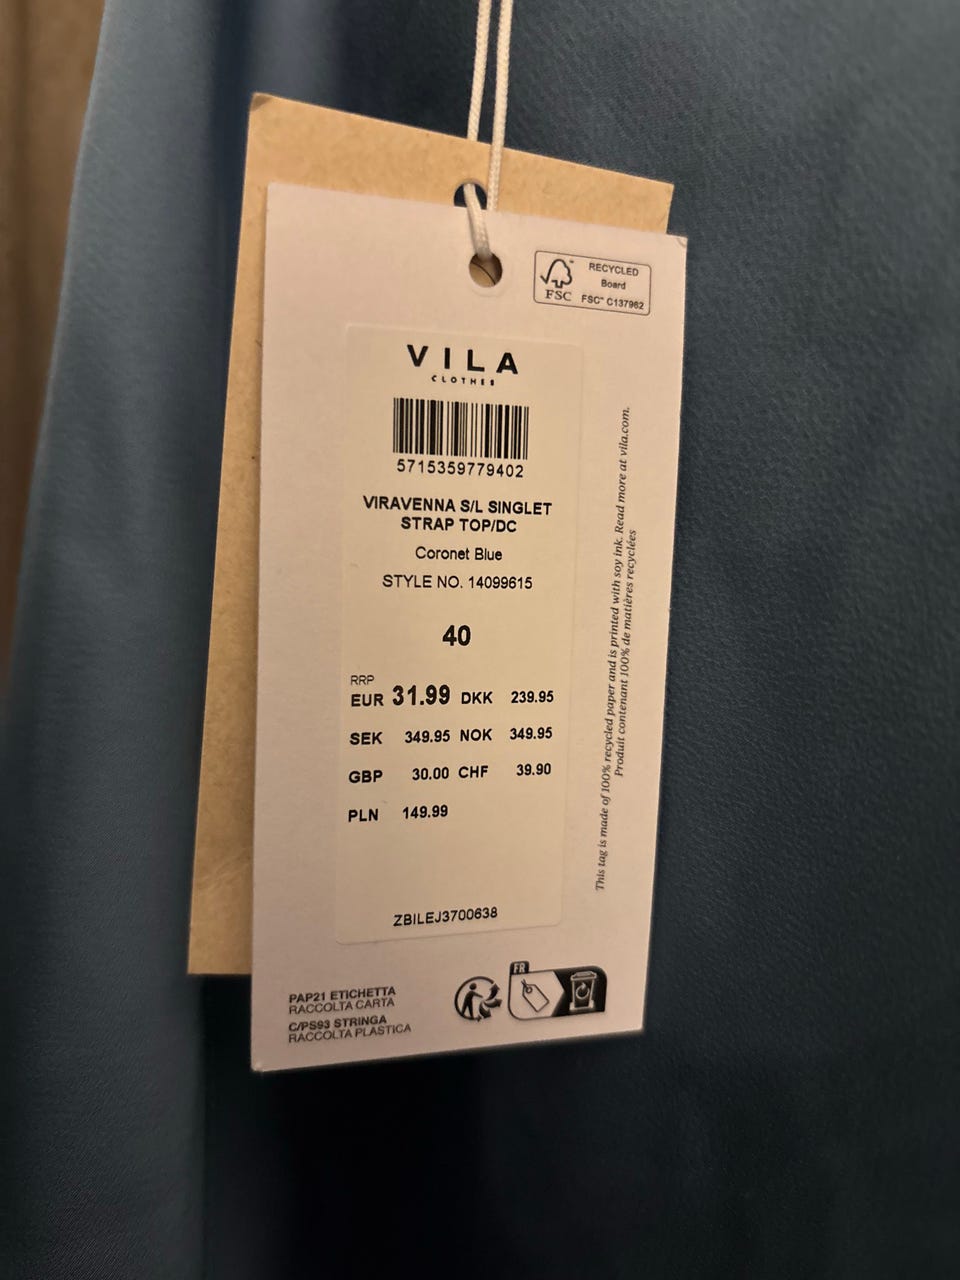 RECYCLED
Board
FSC™ C137962
FSC
VILA
CLOTHES
5715359779402
VIRAVENNA S/L SINGLET
STRAP TOP/DC
Coronet Blue
STYLE NO. 14099615
40
RRP
EUR 31.99 DKK 239.95
SEK 349.95 NOK 349.95
GBP 30.00 CHF 39.90
PLN 149.99
ZBILEJ3700638
This tag is made of 100% recycled paper and is printed with soy ink. Read more at vila.com.
Produit contenant 100% de matières recyclées
PAP21 ETICHETTA
RACCOLTA CARTA
C/PS93 STRINGA
RACCOLTA PLASTICA
FR